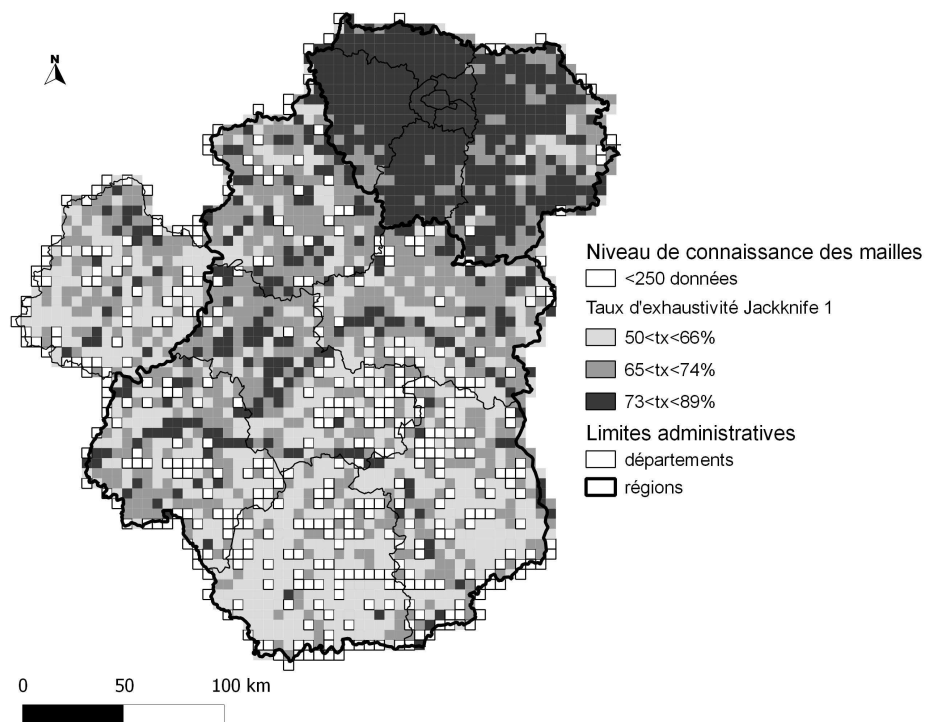 N
Niveau de connaissance des mailles
<250 données
Taux d'exhaustivité Jackknife 1
50<tx<66%
65<tx<74%
73<tx<89%
Limites administratives
départements
régions
0 50 100 km